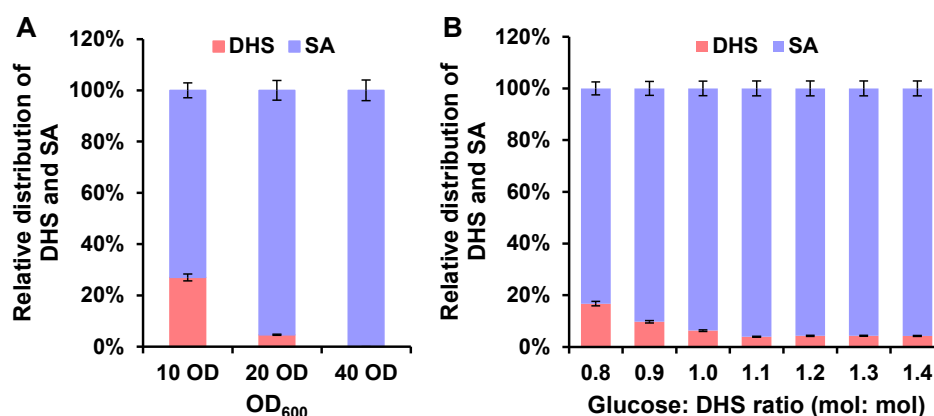 A
DHS SA
120%
100%
80%
60%
40%
20%
0%
Relative distribution of
DHS and SA
10 OD 20 OD 40 OD
OD600
B
DHS SA
120%
100%
80%
60%
40%
20%
0%
Relative distribution of
DHS and SA
0.8 0.9 1.0 1.1 1.2 1.3 1.4
Glucose: DHS ratio (mol: mol)